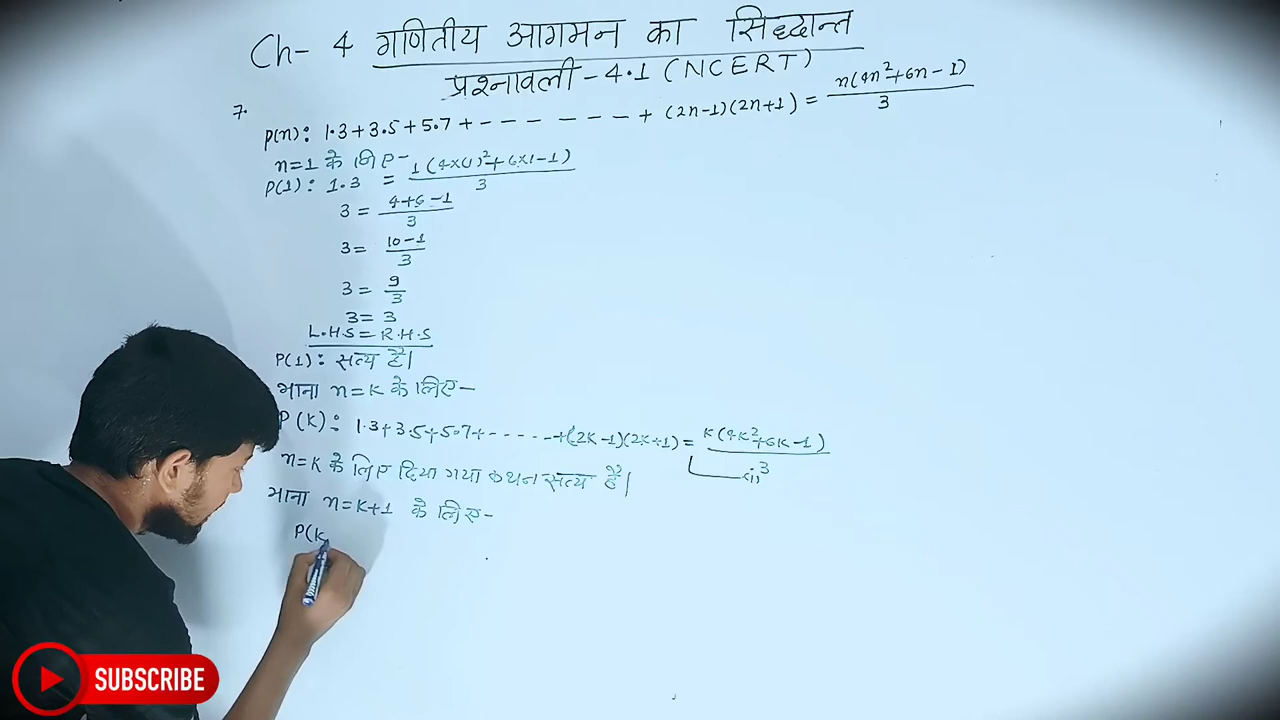 Ch- 4 गणितीय आगमन का सिद्धान्त
प्रश्नावली - 4.1 (NCERT)
7.
P(n): 1.3+3.5+5.7+- - - - - - -+ (2n-1)(2n+1) = n(4n²+6n-1)/3
n=1 के लिए-
P(1): 1.3 = 1(4×(1)²+6×1-1)/3
3 = 4+6-1/3
3 = 10-1/3
3 = 9/3
3 = 3
L.H.S = R.H.S
P(1): सत्य है।
माना n=K के लिए-
P(K): 1.3+3.5+5.7+- - - - - -+(2K-1)(2K+1) = K(4K²+6K-1)/3
(i)
n=K के लिए दिया गया कथन सत्य है।
माना n=K+1 के लिए-
P(K
SUBSCRIBE